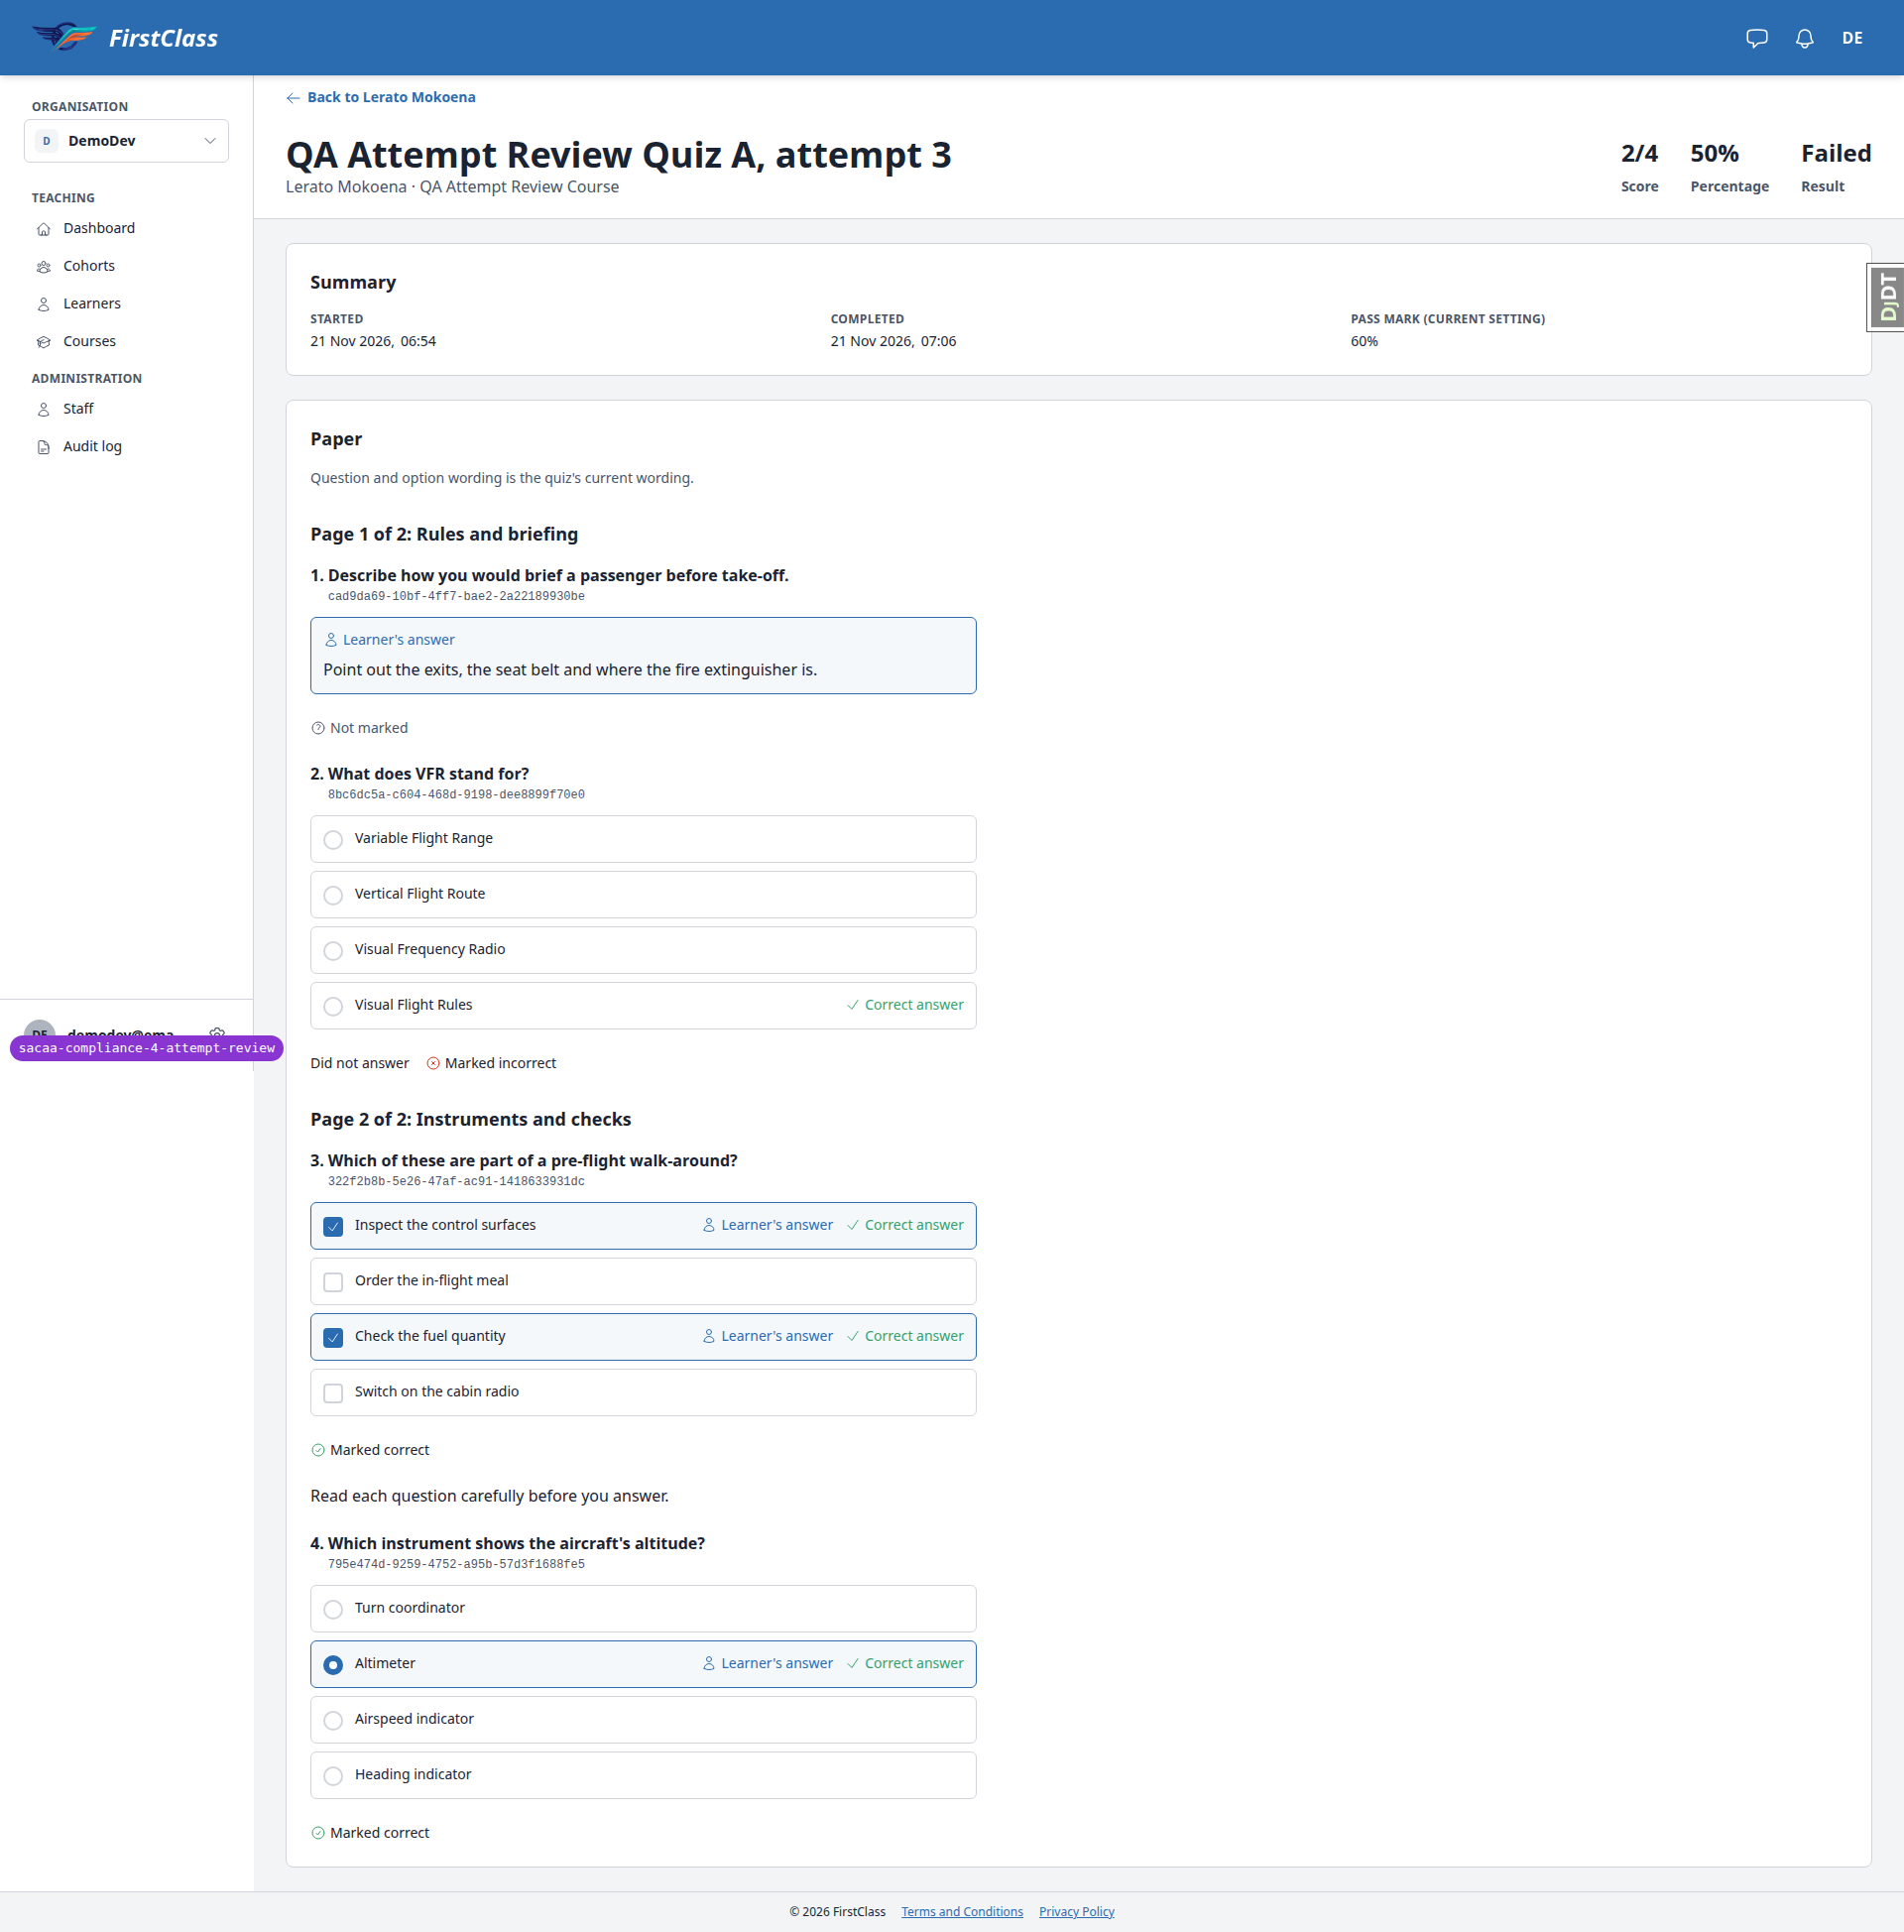 FirstClass
DE
ORGANISATION
D DemoDev
TEACHING
Dashboard
Cohorts
Learners
Courses
ADMINISTRATION
Staff
Audit log
sacaa-compliance-4-attempt-review
Back to Lerato Mokoena
QA Attempt Review Quiz A, attempt 3
Lerato Mokoena · QA Attempt Review Course
2/4 50% Failed
Score Percentage Result
DjDT
Summary
STARTED COMPLETED PASS MARK (CURRENT SETTING)
21 Nov 2026, 06:54 21 Nov 2026, 07:06 60%
Paper
Question and option wording is the quiz's current wording.
Page 1 of 2: Rules and briefing
1. Describe how you would brief a passenger before take-off.
cad9da69-10bf-4ff7-bae2-2a22189930be
Learner's answer
Point out the exits, the seat belt and where the fire extinguisher is.
Not marked
2. What does VFR stand for?
8bc6dc5a-c604-468d-9198-dee8899f70e0
Variable Flight Range
Vertical Flight Route
Visual Frequency Radio
Visual Flight Rules Correct answer
Did not answer Marked incorrect
Page 2 of 2: Instruments and checks
3. Which of these are part of a pre-flight walk-around?
322f2b8b-5e26-47af-ac91-1418633931dc
Inspect the control surfaces Learner's answer Correct answer
Order the in-flight meal
Check the fuel quantity Learner's answer Correct answer
Switch on the cabin radio
Marked correct
Read each question carefully before you answer.
4. Which instrument shows the aircraft's altitude?
795e474d-9259-4752-a95b-57d3f1688fe5
Turn coordinator
Altimeter Learner's answer Correct answer
Airspeed indicator
Heading indicator
Marked correct
© 2026 FirstClass Terms and Conditions Privacy Policy